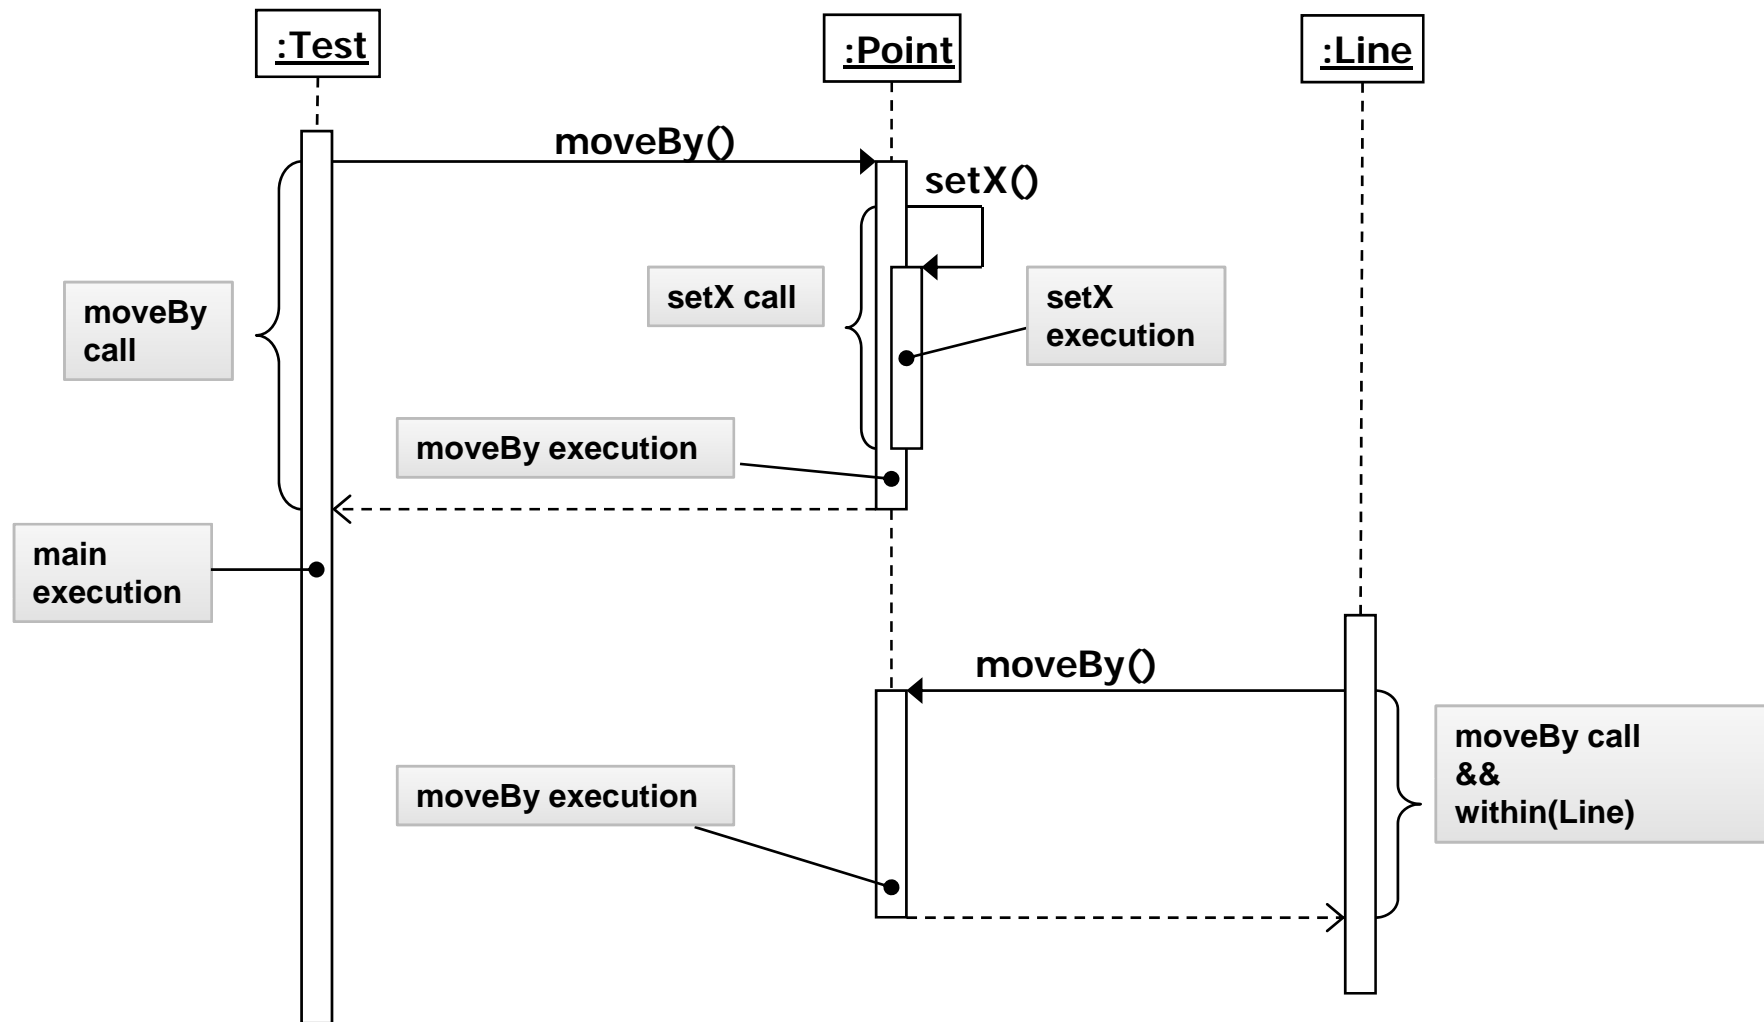 :Test
:Point
:Line
moveBy()
setX()
moveBy
call
setX call
setX
execution
moveBy execution
main
execution
moveBy()
moveBy call
&&
within(Line)
moveBy execution